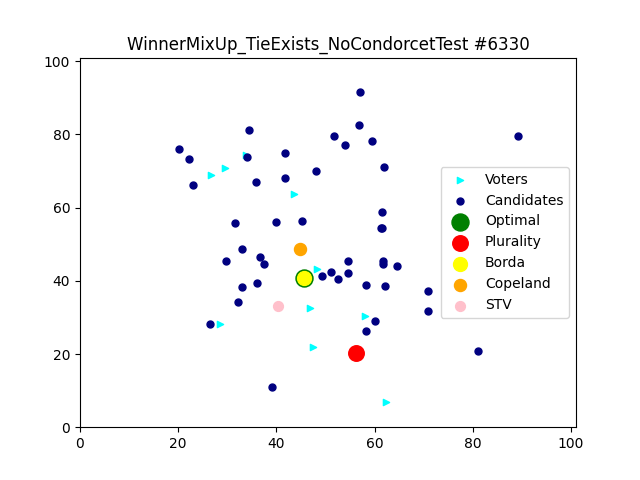 WinnerMixUp_TieExists_NoCondorcetTest #6330
100
80
60
40
20
0
0 20 40 60 80 100
Voters
Candidates
Optimal
Plurality
Borda
Copeland
STV